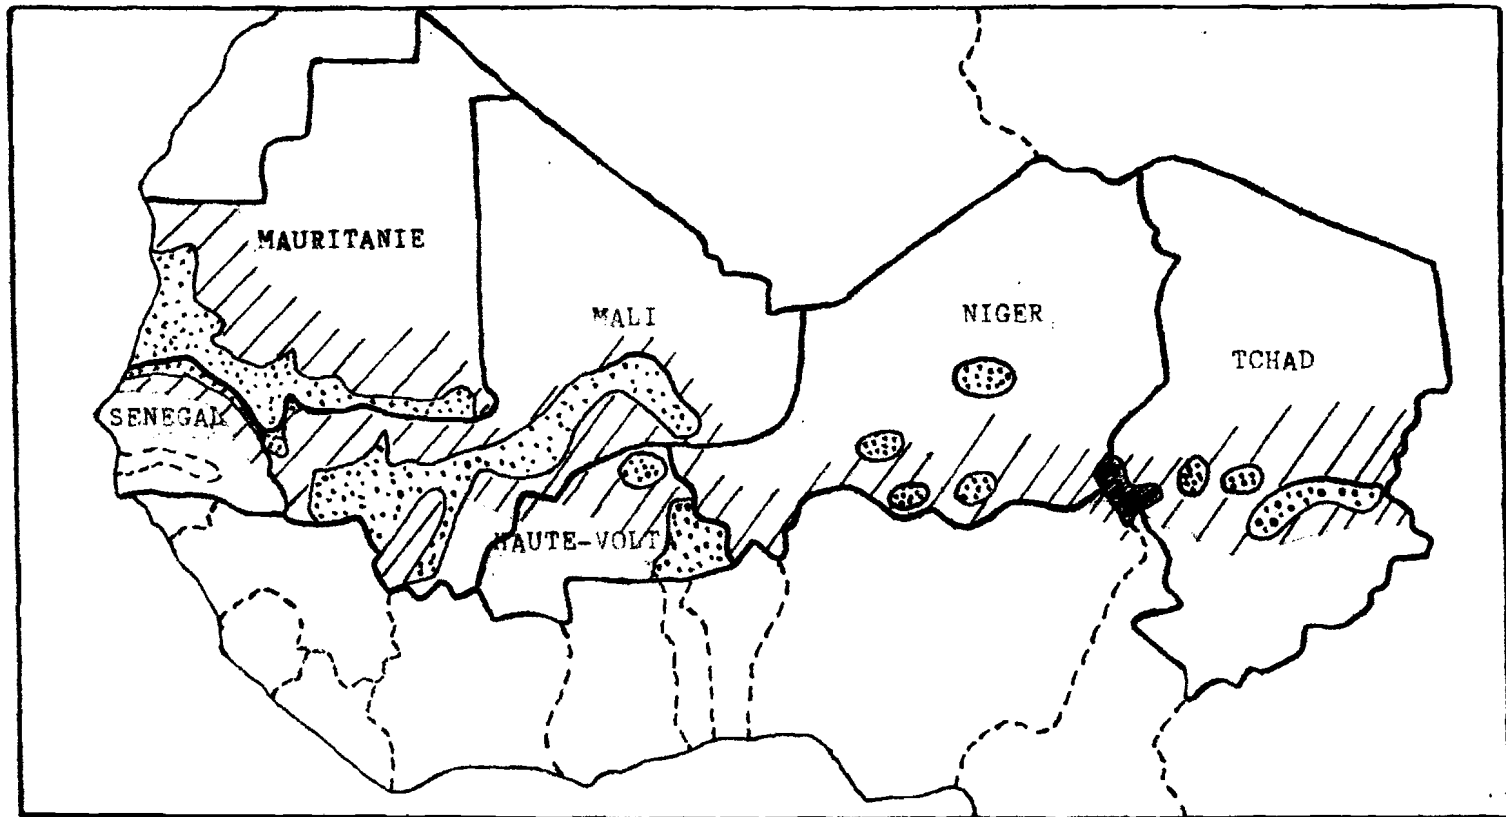 MAURITANIE
MALI
NIGER
TCHAD
SENEGAL
HAUTE-VOLT